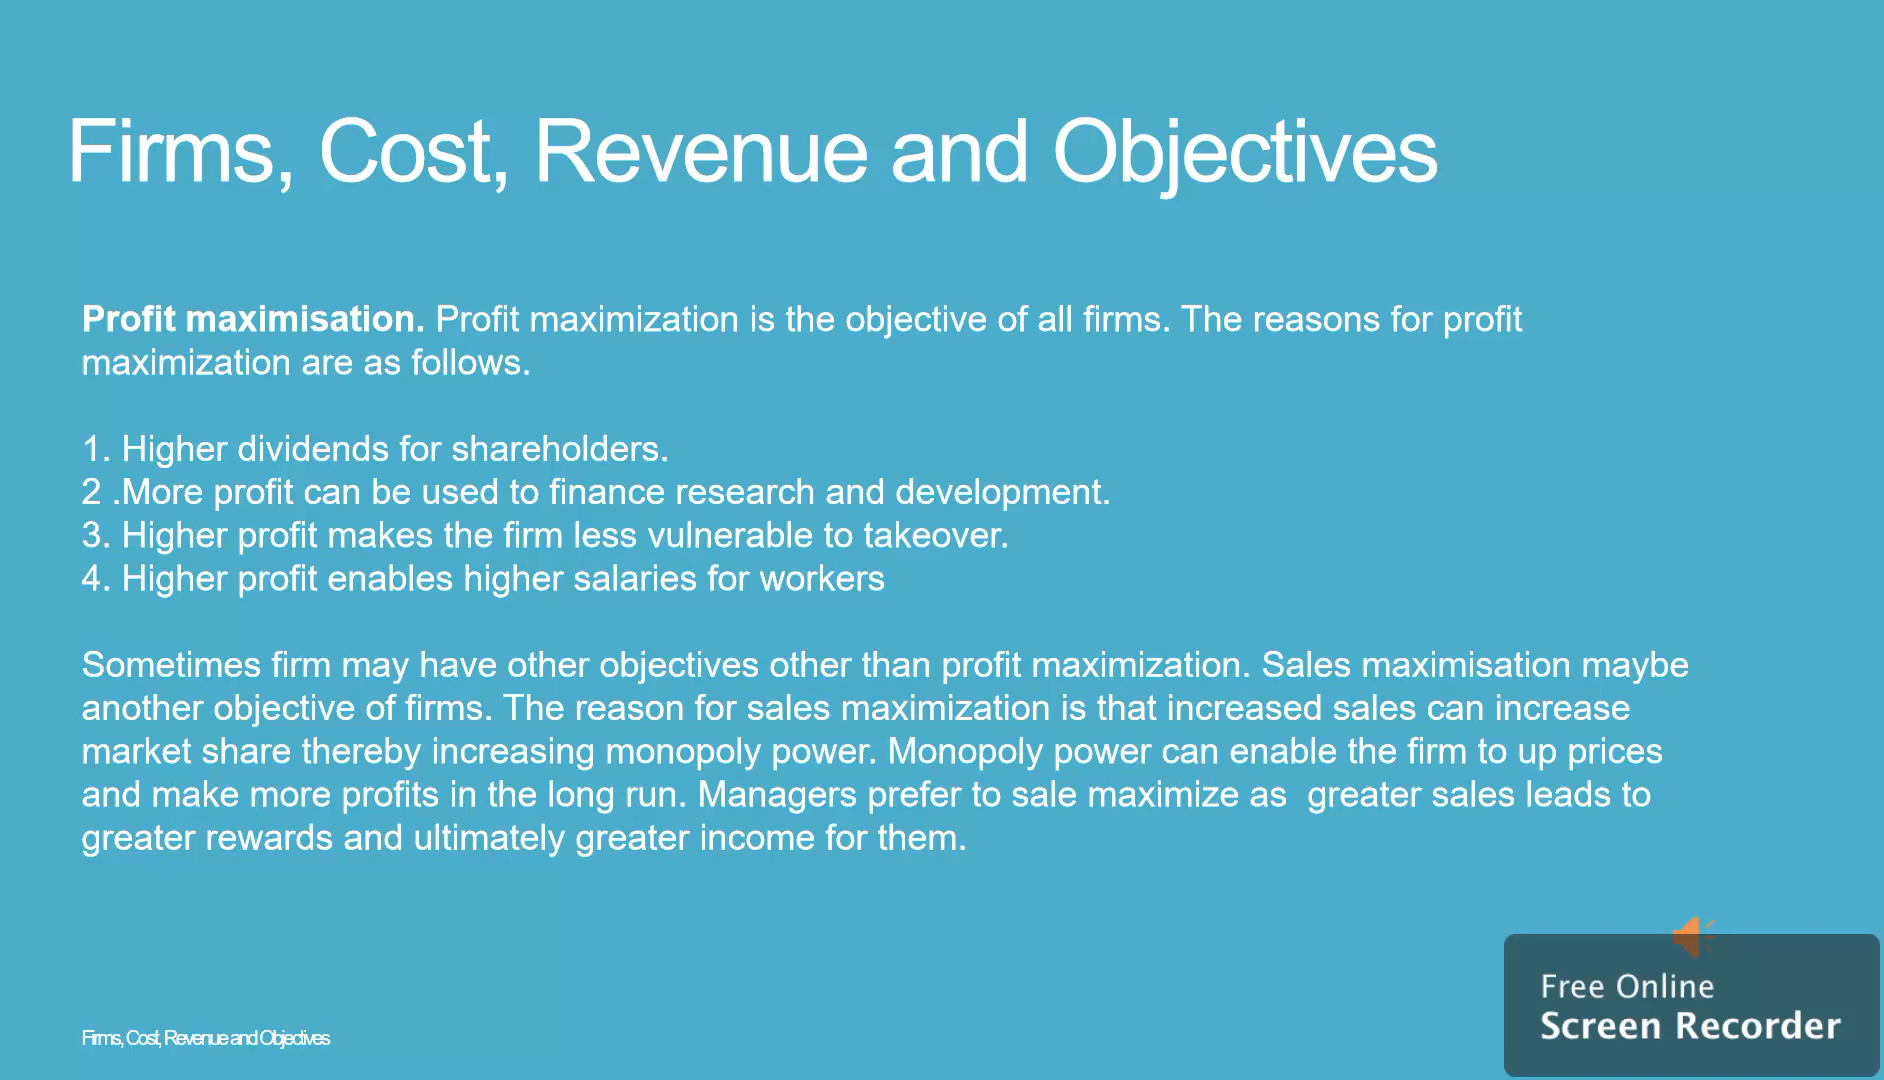 Firms, Cost, Revenue and Objectives
Profit maximisation. Profit maximization is the objective of all firms. The reasons for profit
maximization are as follows.
1. Higher dividends for shareholders.
2 .More profit can be used to finance research and development.
3. Higher profit makes the firm less vulnerable to takeover.
4. Higher profit enables higher salaries for workers
Sometimes firm may have other objectives other than profit maximization. Sales maximisation maybe
another objective of firms. The reason for sales maximization is that increased sales can increase
market share thereby increasing monopoly power. Monopoly power can enable the firm to up prices
and make more profits in the long run. Managers prefer to sale maximize as  greater sales leads to
greater rewards and ultimately greater income for them.
Free Online
Screen Recorder
Firms, Cost, Revenue and Objectives